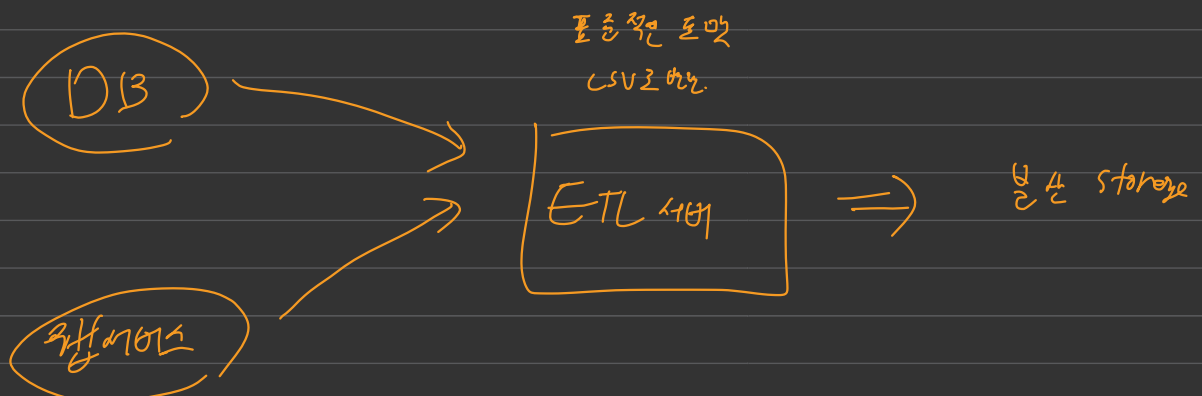 표준적인 포맷
CSV로 변환.
DB
ETL 서버
분산 Storage
웹서비스